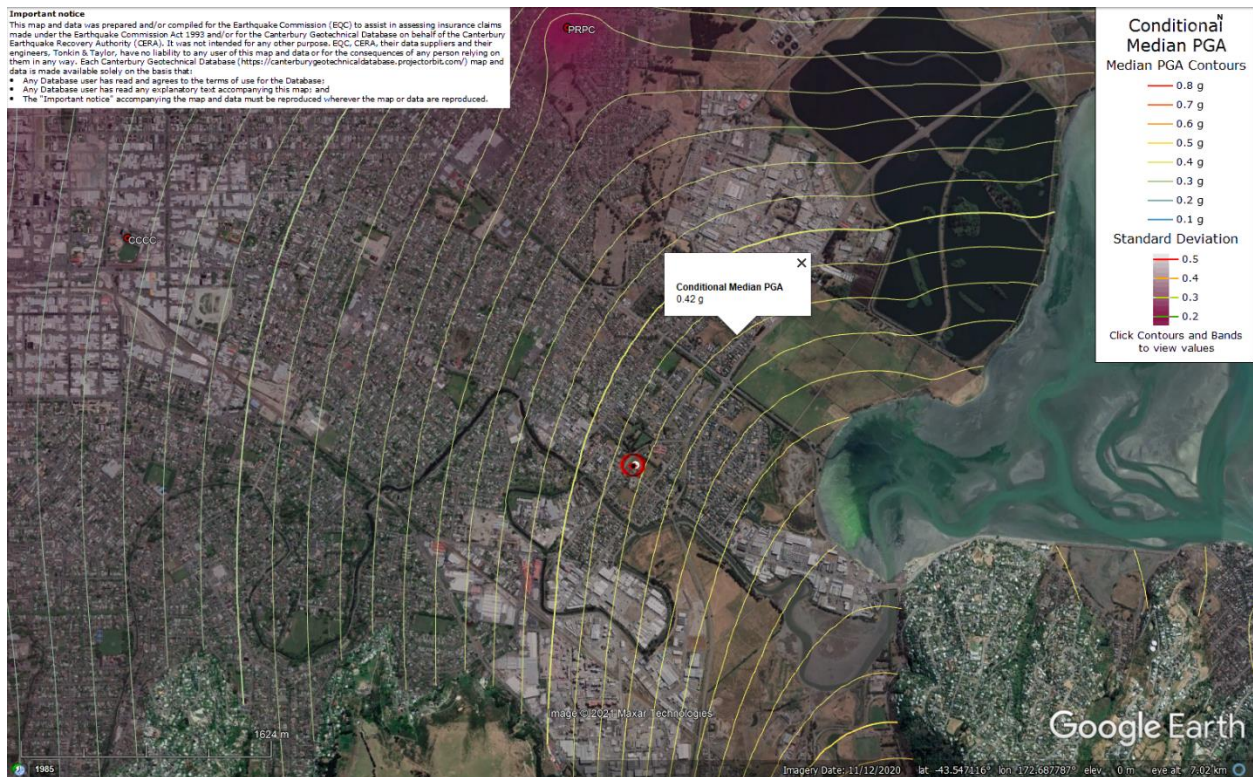 Important notice
This map and data was prepared and/or compiled for the Earthquake Commission (EQC) to assist in assessing insurance claims
made under the Earthquake Commission Act 1993 and/or for the Canterbury Geotechnical Database on behalf of the Canterbury
Earthquake Recovery Authority (CERA). It was not intended for any other purpose. EQC, CERA, their data suppliers and their
engineers, Tonkin & Taylor, have no liability to any user of this map and data or for the consequences of any person relying on
them in any way. Each Canterbury Geotechnical Database (https://canterburygeotechnicaldatabase.projectorbit.com/) map and
data is made available solely on the basis that:
• Any Database user has read and agrees to the terms of use for the Database;
• Any Database user has read any explanatory text accompanying this map; and
• The "Important notice" accompanying the map and data must be reproduced wherever the map or data are reproduced.
PRPC
CCCC
N
Conditional
Median PGA
Median PGA Contours
0.8 g
0.7 g
0.6 g
0.5 g
0.4 g
0.3 g
0.2 g
0.1 g
Standard Deviation
0.5
0.4
0.3
0.2
Click Contours and Bands
to view values
Conditional Median PGA
0.42 g
Image © 2021 Maxar Technologies
1624 m
Google Earth
1985
Imagery Date: 11/12/2020 lat -43.547116° lon 172.687787° elev 0 m eye alt 7.02 km